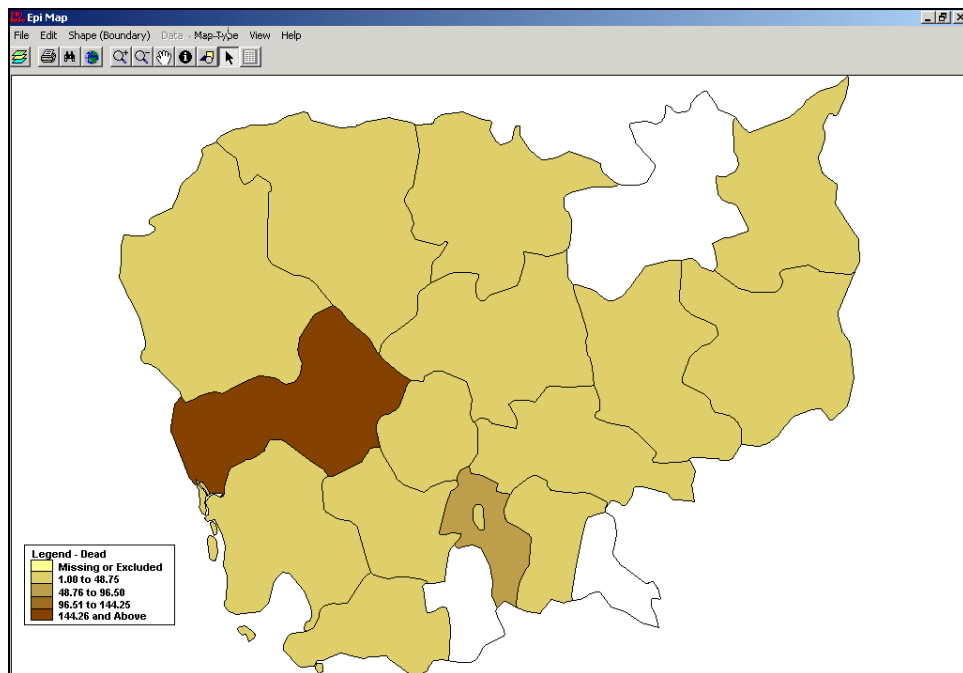 Epi Map
File Edit Shape (Boundary) Data Map-Type View Help
Legend - Dead
Missing or Excluded
1.00 to 48.75
48.76 to 96.50
96.51 to 144.25
144.26 and Above